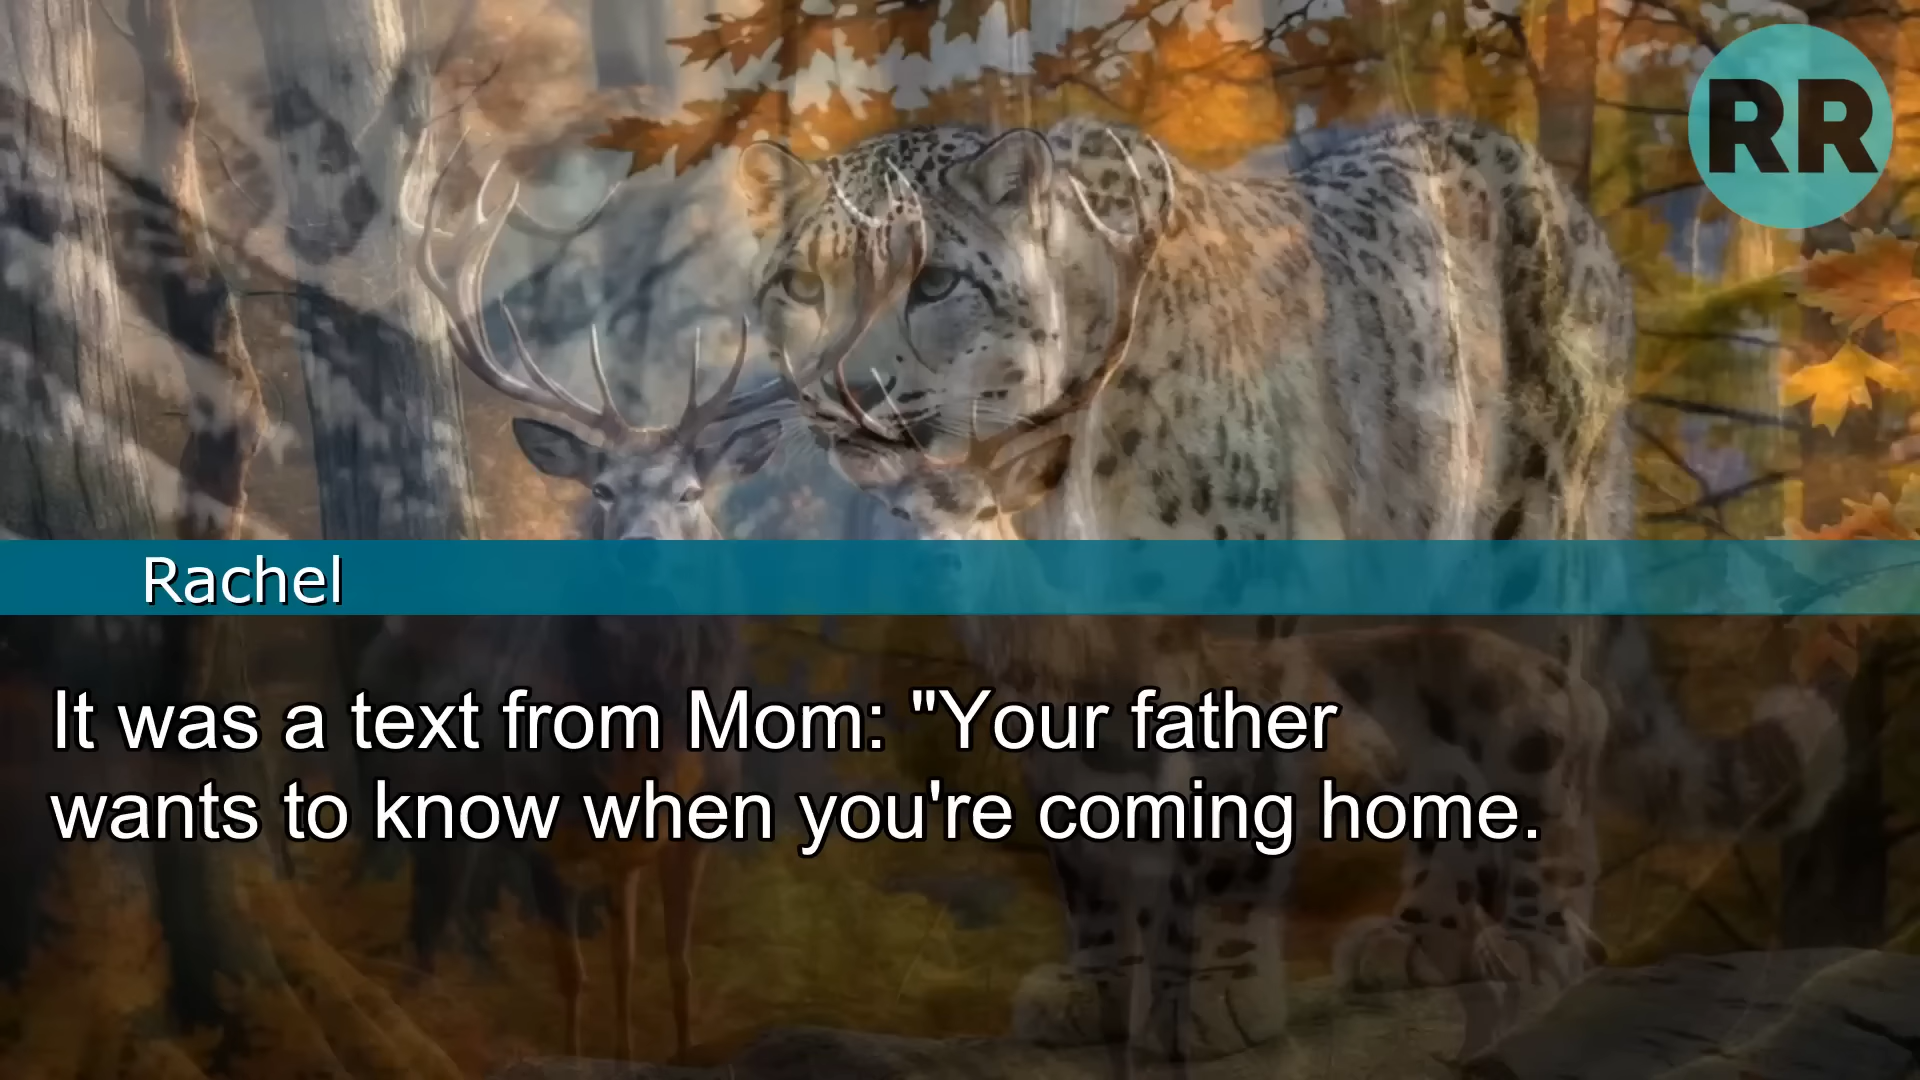 RR
Rachel
It was a text from Mom: "Your father
wants to know when you're coming home.